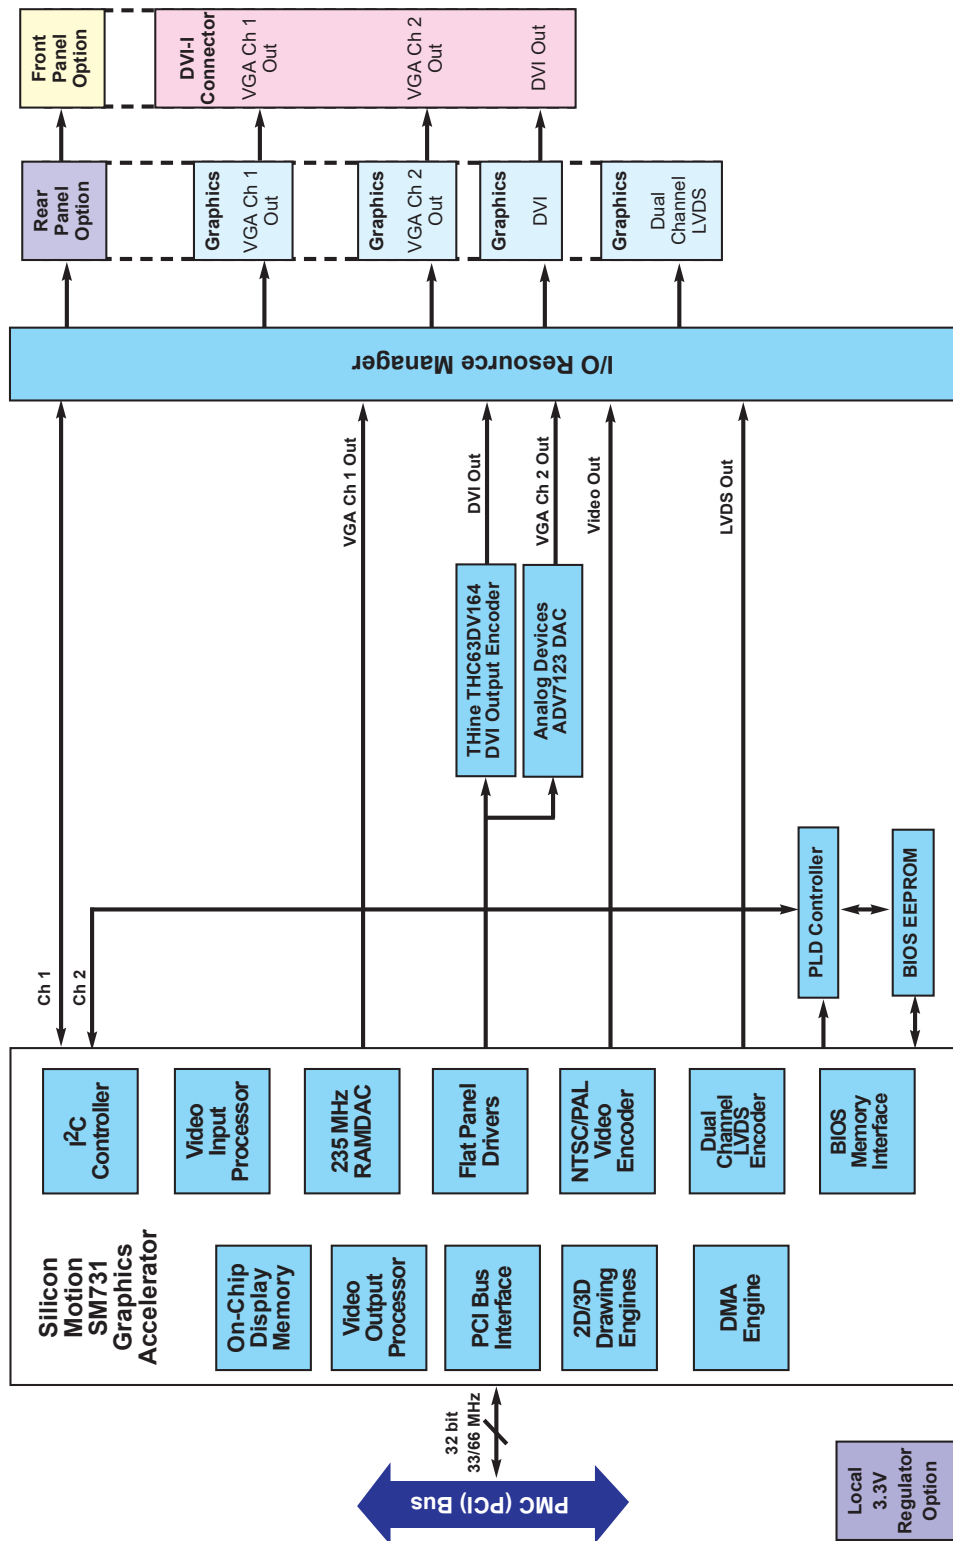 PMC (PCI) Bus
32 bit
33/66 MHz
Local
3.3V
Regulator
Option
Silicon
Motion
SM731
Graphics
Accelerator
On-Chip
Display
Memory
Video
Output
Processor
PCI Bus
Interface
2D/3D
Drawing
Engines
DMA
Engine
I2C
Controller
Video
Input
Processor
235 MHz
RAMDAC
Flat Panel
Drivers
NTSC/PAL
Video
Encoder
Dual
Channel
LVDS
Encoder
BIOS
Memory
Interface
Ch 1
Ch 2
PLD Controller
BIOS EEPROM
THine THC63DV164
DVI Output Encoder
Analog Devices
ADV7123 DAC
VGA Ch 1 Out
DVI Out
VGA Ch 2 Out
Video Out
LVDS Out
I/O Resource Manager
Rear
Panel
Option
Graphics
VGA Ch 1
Out
Graphics
VGA Ch 2
Out
Graphics
DVI
Graphics
Dual
Channel
LVDS
Front
Panel
Option
DVI-I
Connector
VGA Ch 1
Out
VGA Ch 2
Out
DVI Out